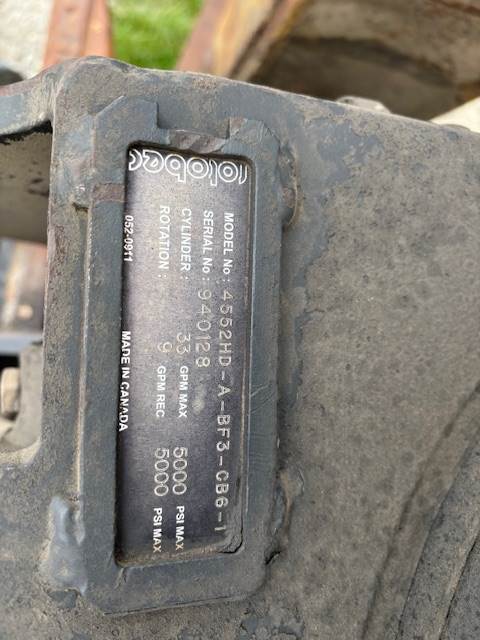 rotobec
MODEL No : 4552HD-A-BF3-CB6-1
SERIAL No : 940128
CYLINDER : 33 GPM MAX 5000 PSI MAX
ROTATION : 9 GPM REC 5000 PSI MAX
052-0911 MADE IN CANADA